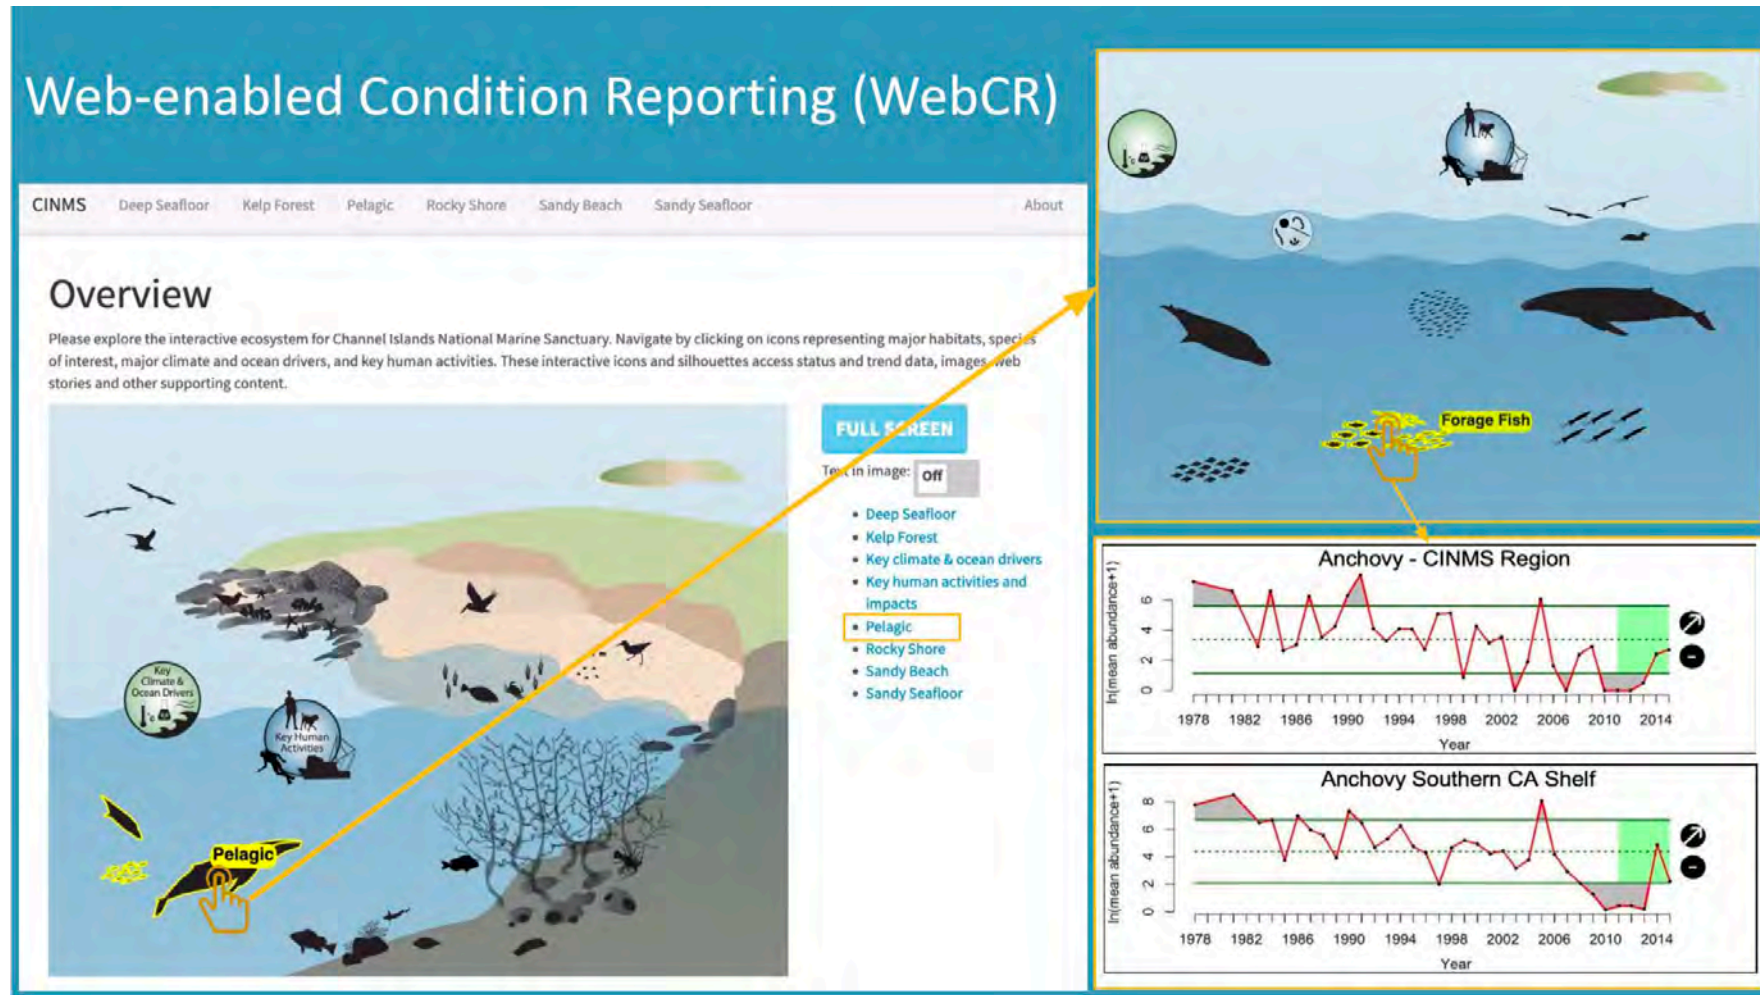 Web-enabled Condition Reporting (WebCR)
CINMS Deep Seafloor Kelp Forest Pelagic Rocky Shore Sandy Beach Sandy Seafloor About
Overview
Please explore the interactive ecosystem for Channel Islands National Marine Sanctuary. Navigate by clicking on icons representing major habitats, species
of interest, major climate and ocean drivers, and key human activities. These interactive icons and silhouettes access status and trend data, images, web
stories and other supporting content.
Key
Climate &
Ocean Drivers
°c
Key Human
Activities
Pelagic
FULL SCREEN
Text in image: Off
• Deep Seafloor
• Kelp Forest
• Key climate & ocean drivers
• Key human activities and
impacts
• Pelagic
• Rocky Shore
• Sandy Beach
• Sandy Seafloor
°c
Forage Fish
Anchovy - CINMS Region
ln(mean abundance+1)
0 2 4 6
1978 1982 1986 1990 1994 1998 2002 2006 2010 2014
Year
Anchovy Southern CA Shelf
ln(mean abundance+1)
0 2 4 6 8
1978 1982 1986 1990 1994 1998 2002 2006 2010 2014
Year